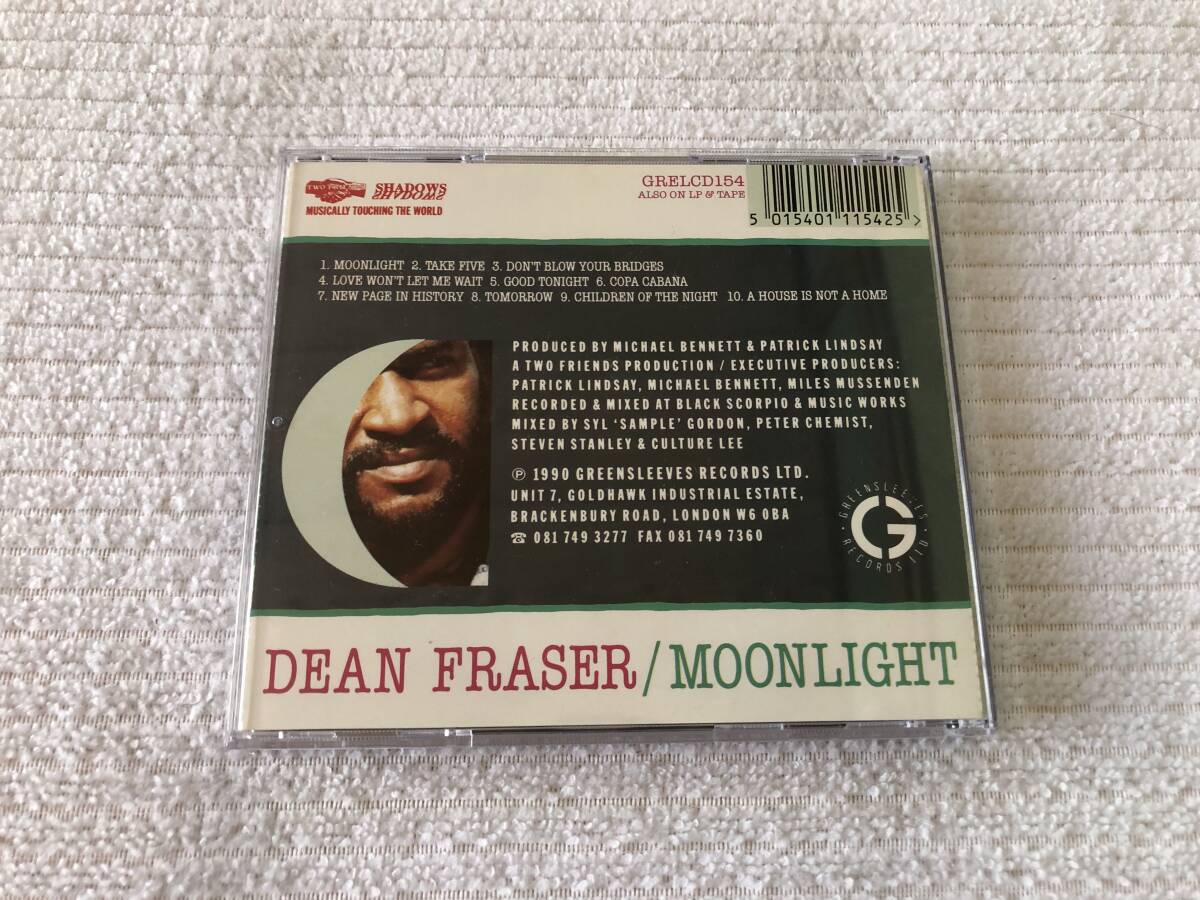 TWO FRIENDS
SHADOWS
SHADOWS
MUSICALLY TOUCHING THE WORLD
GRELCD154
ALSO ON LP & TAPE
5 015401 115425 >
1. MOONLIGHT 2. TAKE FIVE 3. DON'T BLOW YOUR BRIDGES
4. LOVE WON'T LET ME WAIT 5. GOOD TONIGHT 6. COPA CABANA
7. NEW PAGE IN HISTORY 8. TOMORROW 9. CHILDREN OF THE NIGHT 10. A HOUSE IS NOT A HOME
PRODUCED BY MICHAEL BENNETT & PATRICK LINDSAY
A TWO FRIENDS PRODUCTION / EXECUTIVE PRODUCERS:
PATRICK LINDSAY, MICHAEL BENNETT, MILES MUSSENDEN
RECORDED & MIXED AT BLACK SCORPIO & MUSIC WORKS
MIXED BY SYL 'SAMPLE' GORDON, PETER CHEMIST,
STEVEN STANLEY & CULTURE LEE
℗ 1990 GREENSLEEVES RECORDS LTD.
UNIT 7, GOLDHAWK INDUSTRIAL ESTATE,
BRACKENBURY ROAD, LONDON W6 0BA
☎ 081 749 3277 FAX 081 749 7360
GREENSLEEVES
RECORDS LTD
G
DEAN FRASER / MOONLIGHT